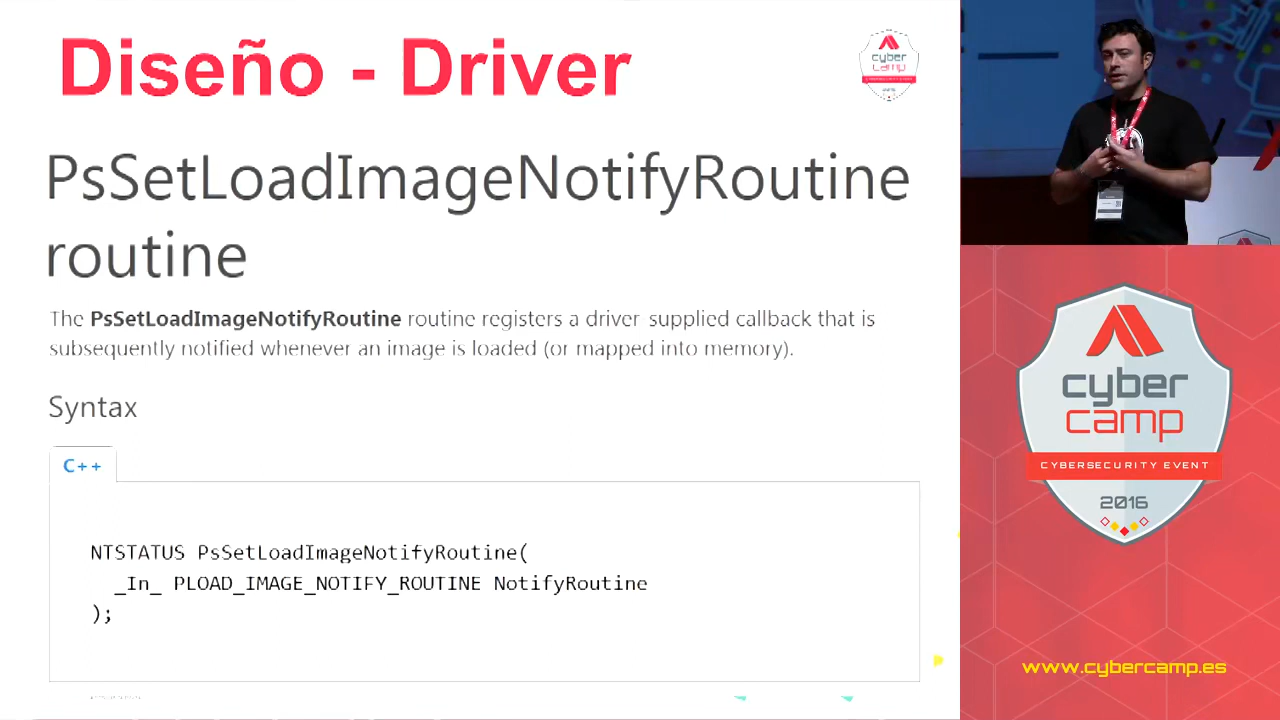 Diseño - Driver
cyber
camp
PsSetLoadImageNotifyRoutine
routine
The PsSetLoadImageNotifyRoutine routine registers a driver-supplied callback that is
subsequently notified whenever an image is loaded (or mapped into memory).
Syntax
C++
NTSTATUS PsSetLoadImageNotifyRoutine(
_In_ PLOAD_IMAGE_NOTIFY_ROUTINE NotifyRoutine
);
cyber
camp
CYBERSECURITY EVENT
2016
www.cybercamp.es